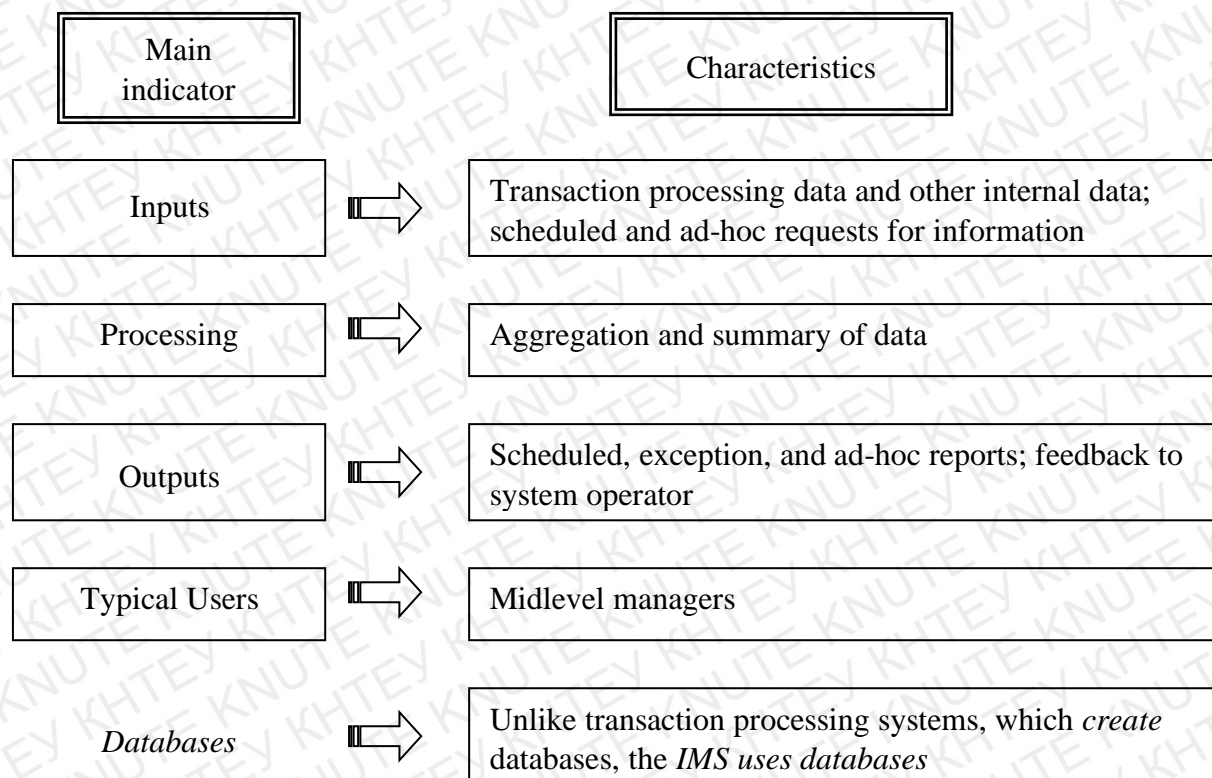 Main
indicator
Characteristics
Inputs
Transaction processing data and other internal data;
scheduled and ad-hoc requests for information
Processing
Aggregation and summary of data
Outputs
Scheduled, exception, and ad-hoc reports; feedback to
system operator
Typical Users
Midlevel managers
Databases
Unlike transaction processing systems, which create
databases, the IMS uses databases